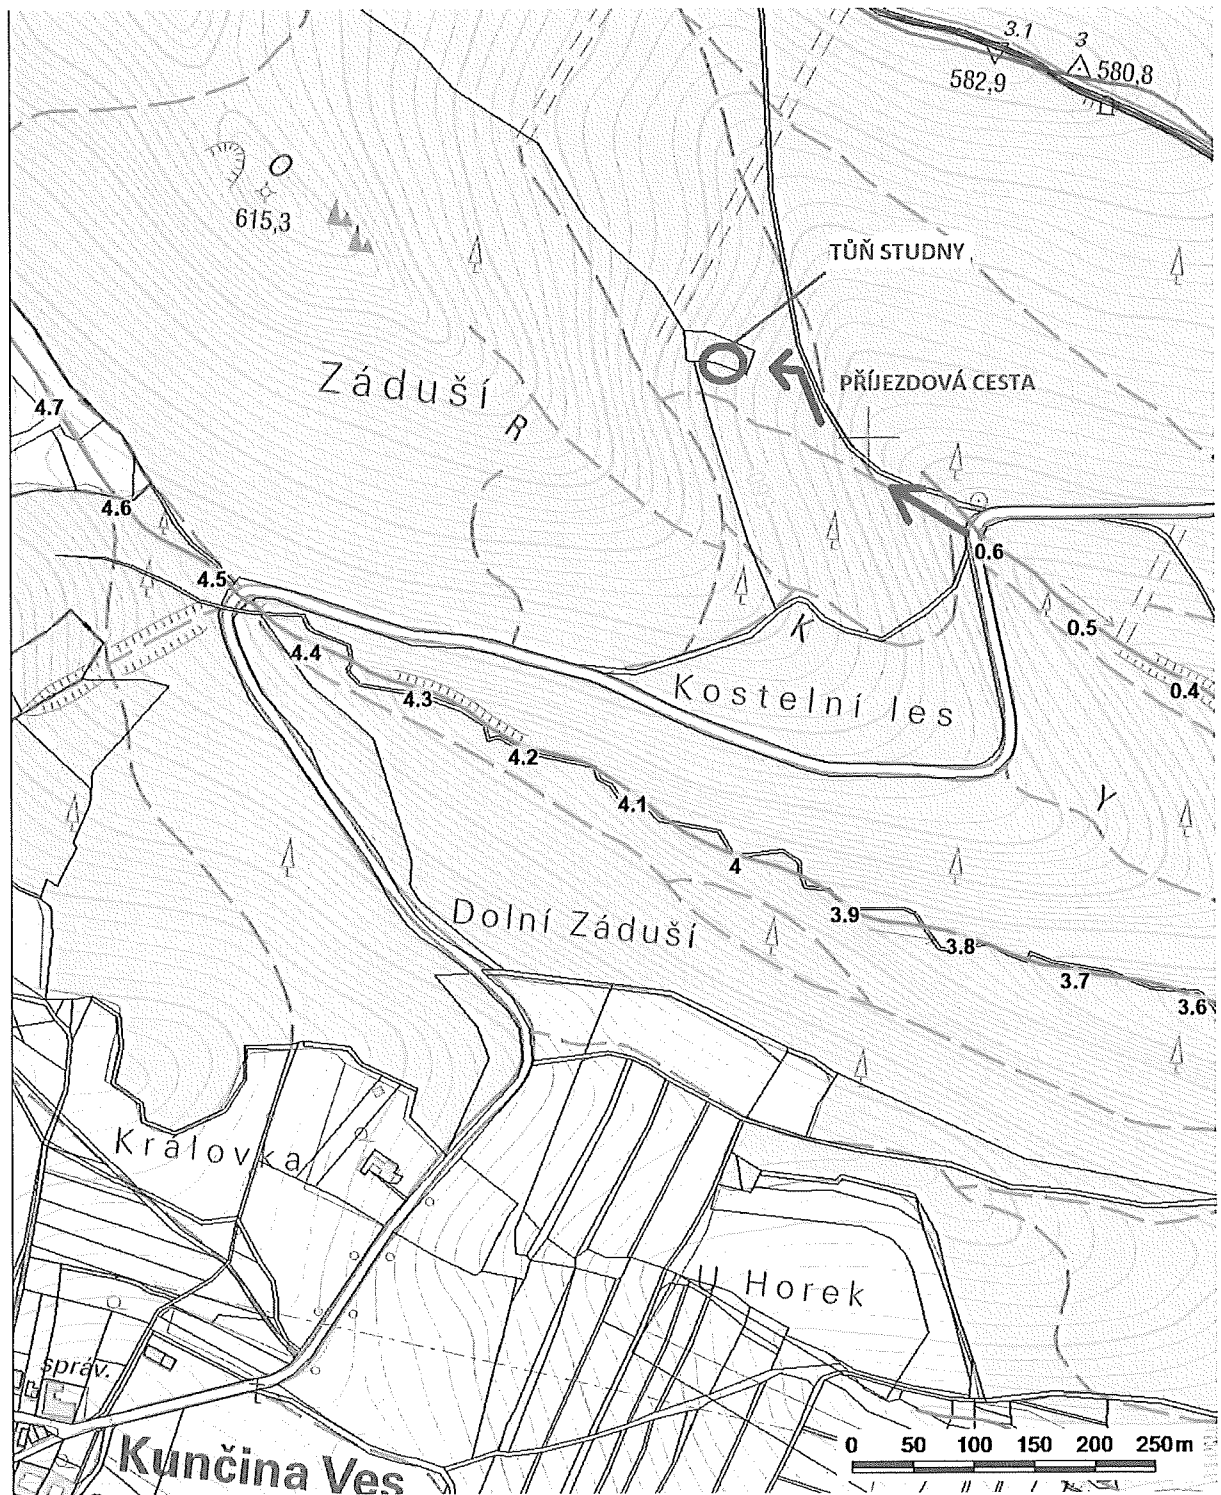 3.1
3
582,9
580,8
O
615,3
TŮŇ STUDNY
Záduší
PŘÍJEZDOVÁ CESTA
4.7
R
4.6
0.6
4.5
0.5
K
4.4
0.4
4.3
Kostelní les
4.2
4.1
Y
4
3.9
Dolní Záduší
3.8
3.7
3.6
Královka
U Horek
správ.
Kunčina Ves
0 50 100 150 200 250m